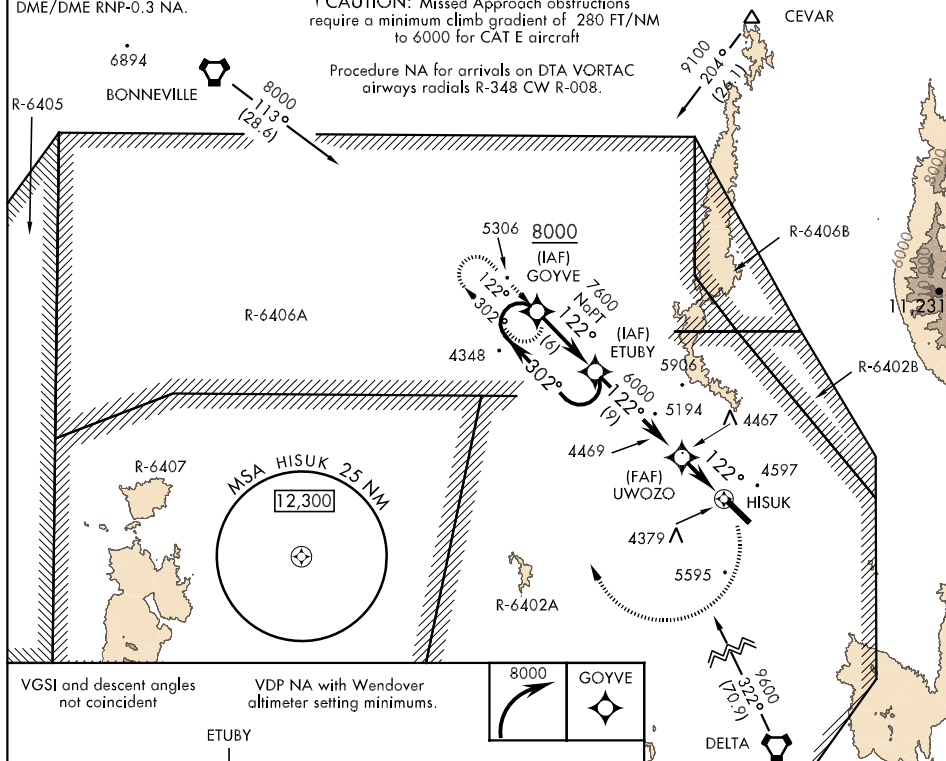 DME/DME RNP-0.3 NA.
CAUTION: Missed Approach obstructions
require a minimum climb gradient of 280 FT/NM
to 6000 for CAT E aircraft
Procedure NA for arrivals on DTA VORTAC
airways radials R-348 CW R-008.
CEVAR
9100
204°
(26.1)
6894
BONNEVILLE
8000
113°
(28.6)
R-6405
8000
6000
10000
11,231
R-6406B
5306
8000
(IAF)
GOYVE
122°
302°
7600
NoPT
122°
(6)
R-6406A
(IAF)
ETUBY
4348
302°
5906
R-6402B
6000
122°
(9)
5194
4467
4469
122°
4597
(FAF)
UWOZO
HISUK
R-6407
MSA HISUK 25 NM
12,300
4379
5595
R-6402A
9600
322°
(70.9)
DELTA
VGSI and descent angles
not coincident
VDP NA with Wendover
altimeter setting minimums.
8000
GOYVE
ETUBY